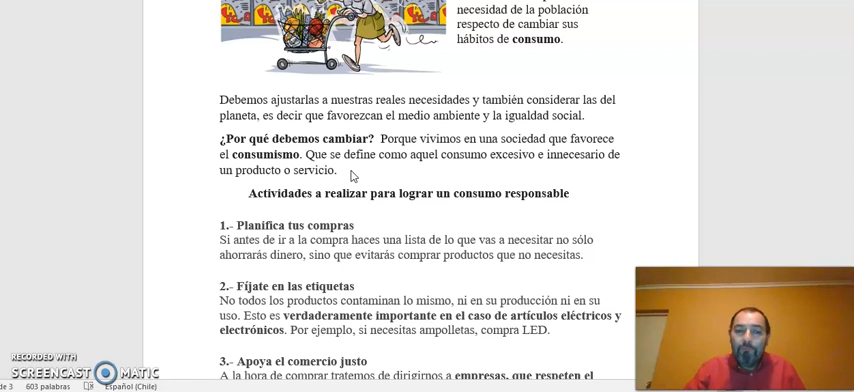 necesidad de la población
respecto de cambiar sus
hábitos de consumo.
Debemos ajustarlas a nuestras reales necesidades y también considerar las del
planeta, es decir que favorezcan el medio ambiente y la igualdad social.
¿Por qué debemos cambiar? Porque vivimos en una sociedad que favorece
el consumismo. Que se define como aquel consumo excesivo e innecesario de
un producto o servicio.
Actividades a realizar para lograr un consumo responsable
1.- Planifica tus compras
Si antes de ir a la compra haces una lista de lo que vas a necesitar no sólo
ahorrarás dinero, sino que evitarás comprar productos que no necesitas.
2.- Fíjate en las etiquetas
No todos los productos contaminan lo mismo, ni en su producción ni en su
uso. Esto es verdaderamente importante en el caso de artículos eléctricos y
electrónicos. Por ejemplo, si necesitas ampolletas, compra LED.
3.- Apoya el comercio justo
A la hora de comprar tratemos de dirigirnos a empresas, que respeten el
RECORDED WITH
SCREENCAST MATIC
de 3 603 palabras Español (Chile)